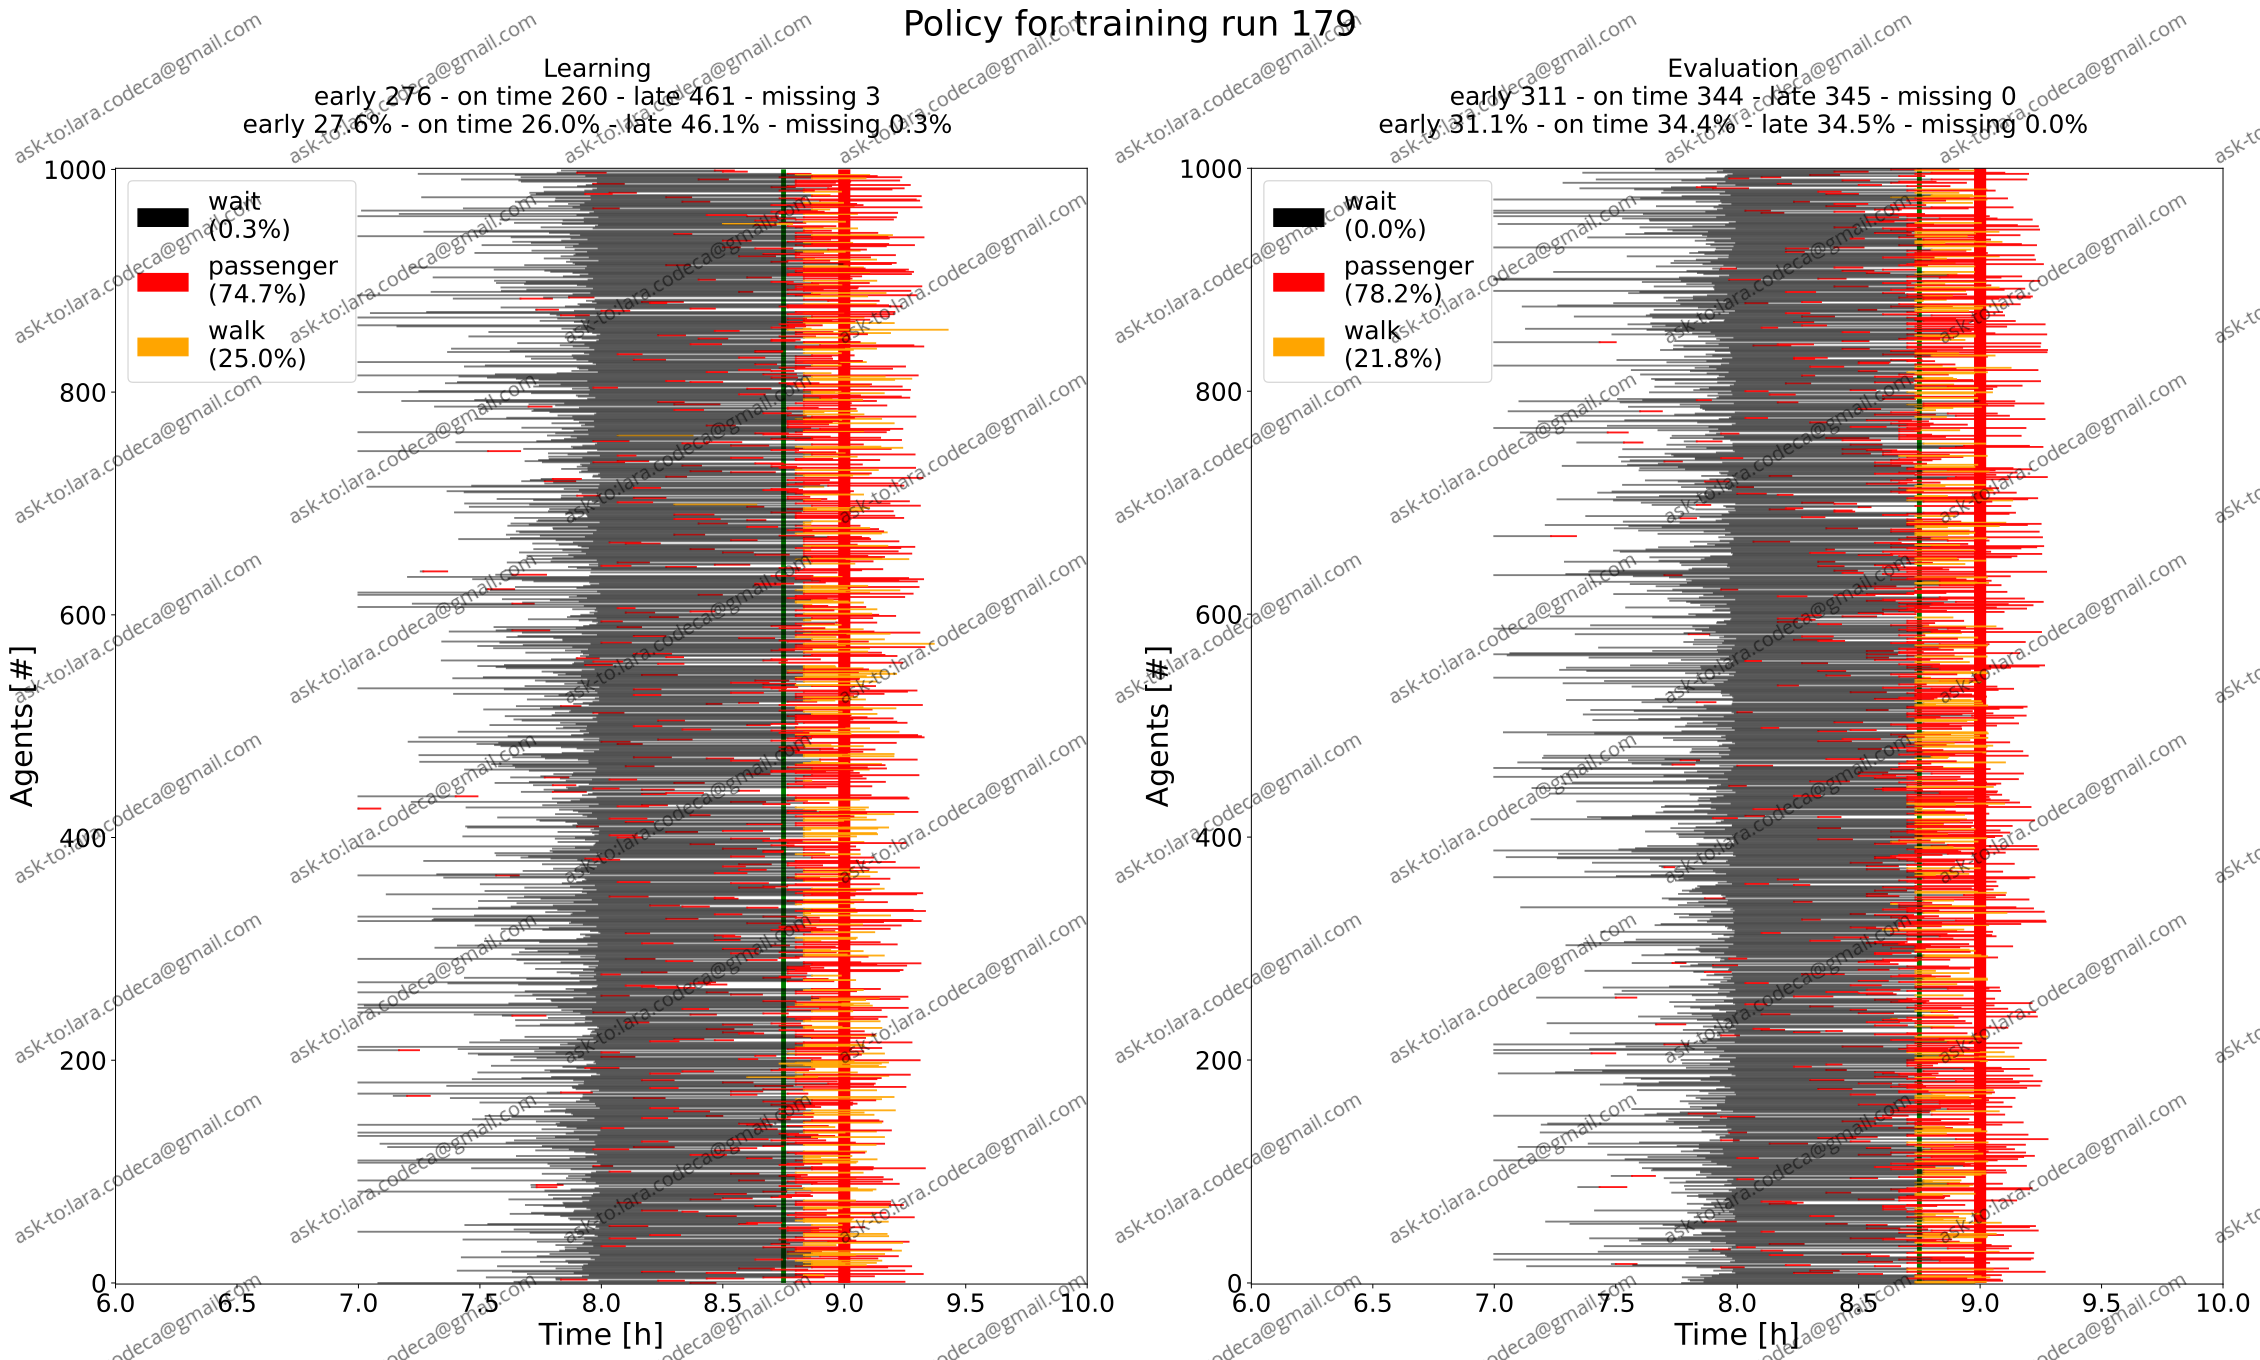 Policy for training run 179
Learning
early 276 - on time 260 - late 461 - missing 3
early 27.6% - on time 26.0% - late 46.1% - missing 0.3%
1000
800
600
400
200
0
Agents [#]
wait
(0.3%)
passenger
(74.7%)
walk
(25.0%)
6.0 6.5 7.0 7.5 8.0 8.5 9.0 9.5 10.0
Time [h]
Evaluation
early 311 - on time 344 - late 345 - missing 0
early 31.1% - on time 34.4% - late 34.5% - missing 0.0%
1000
800
600
400
200
0
Agents [#]
wait
(0.0%)
passenger
(78.2%)
walk
(21.8%)
6.0 6.5 7.0 7.5 8.0 8.5 9.0 9.5 10.0
Time [h]
ask-to:lara.codeca@gmail.com